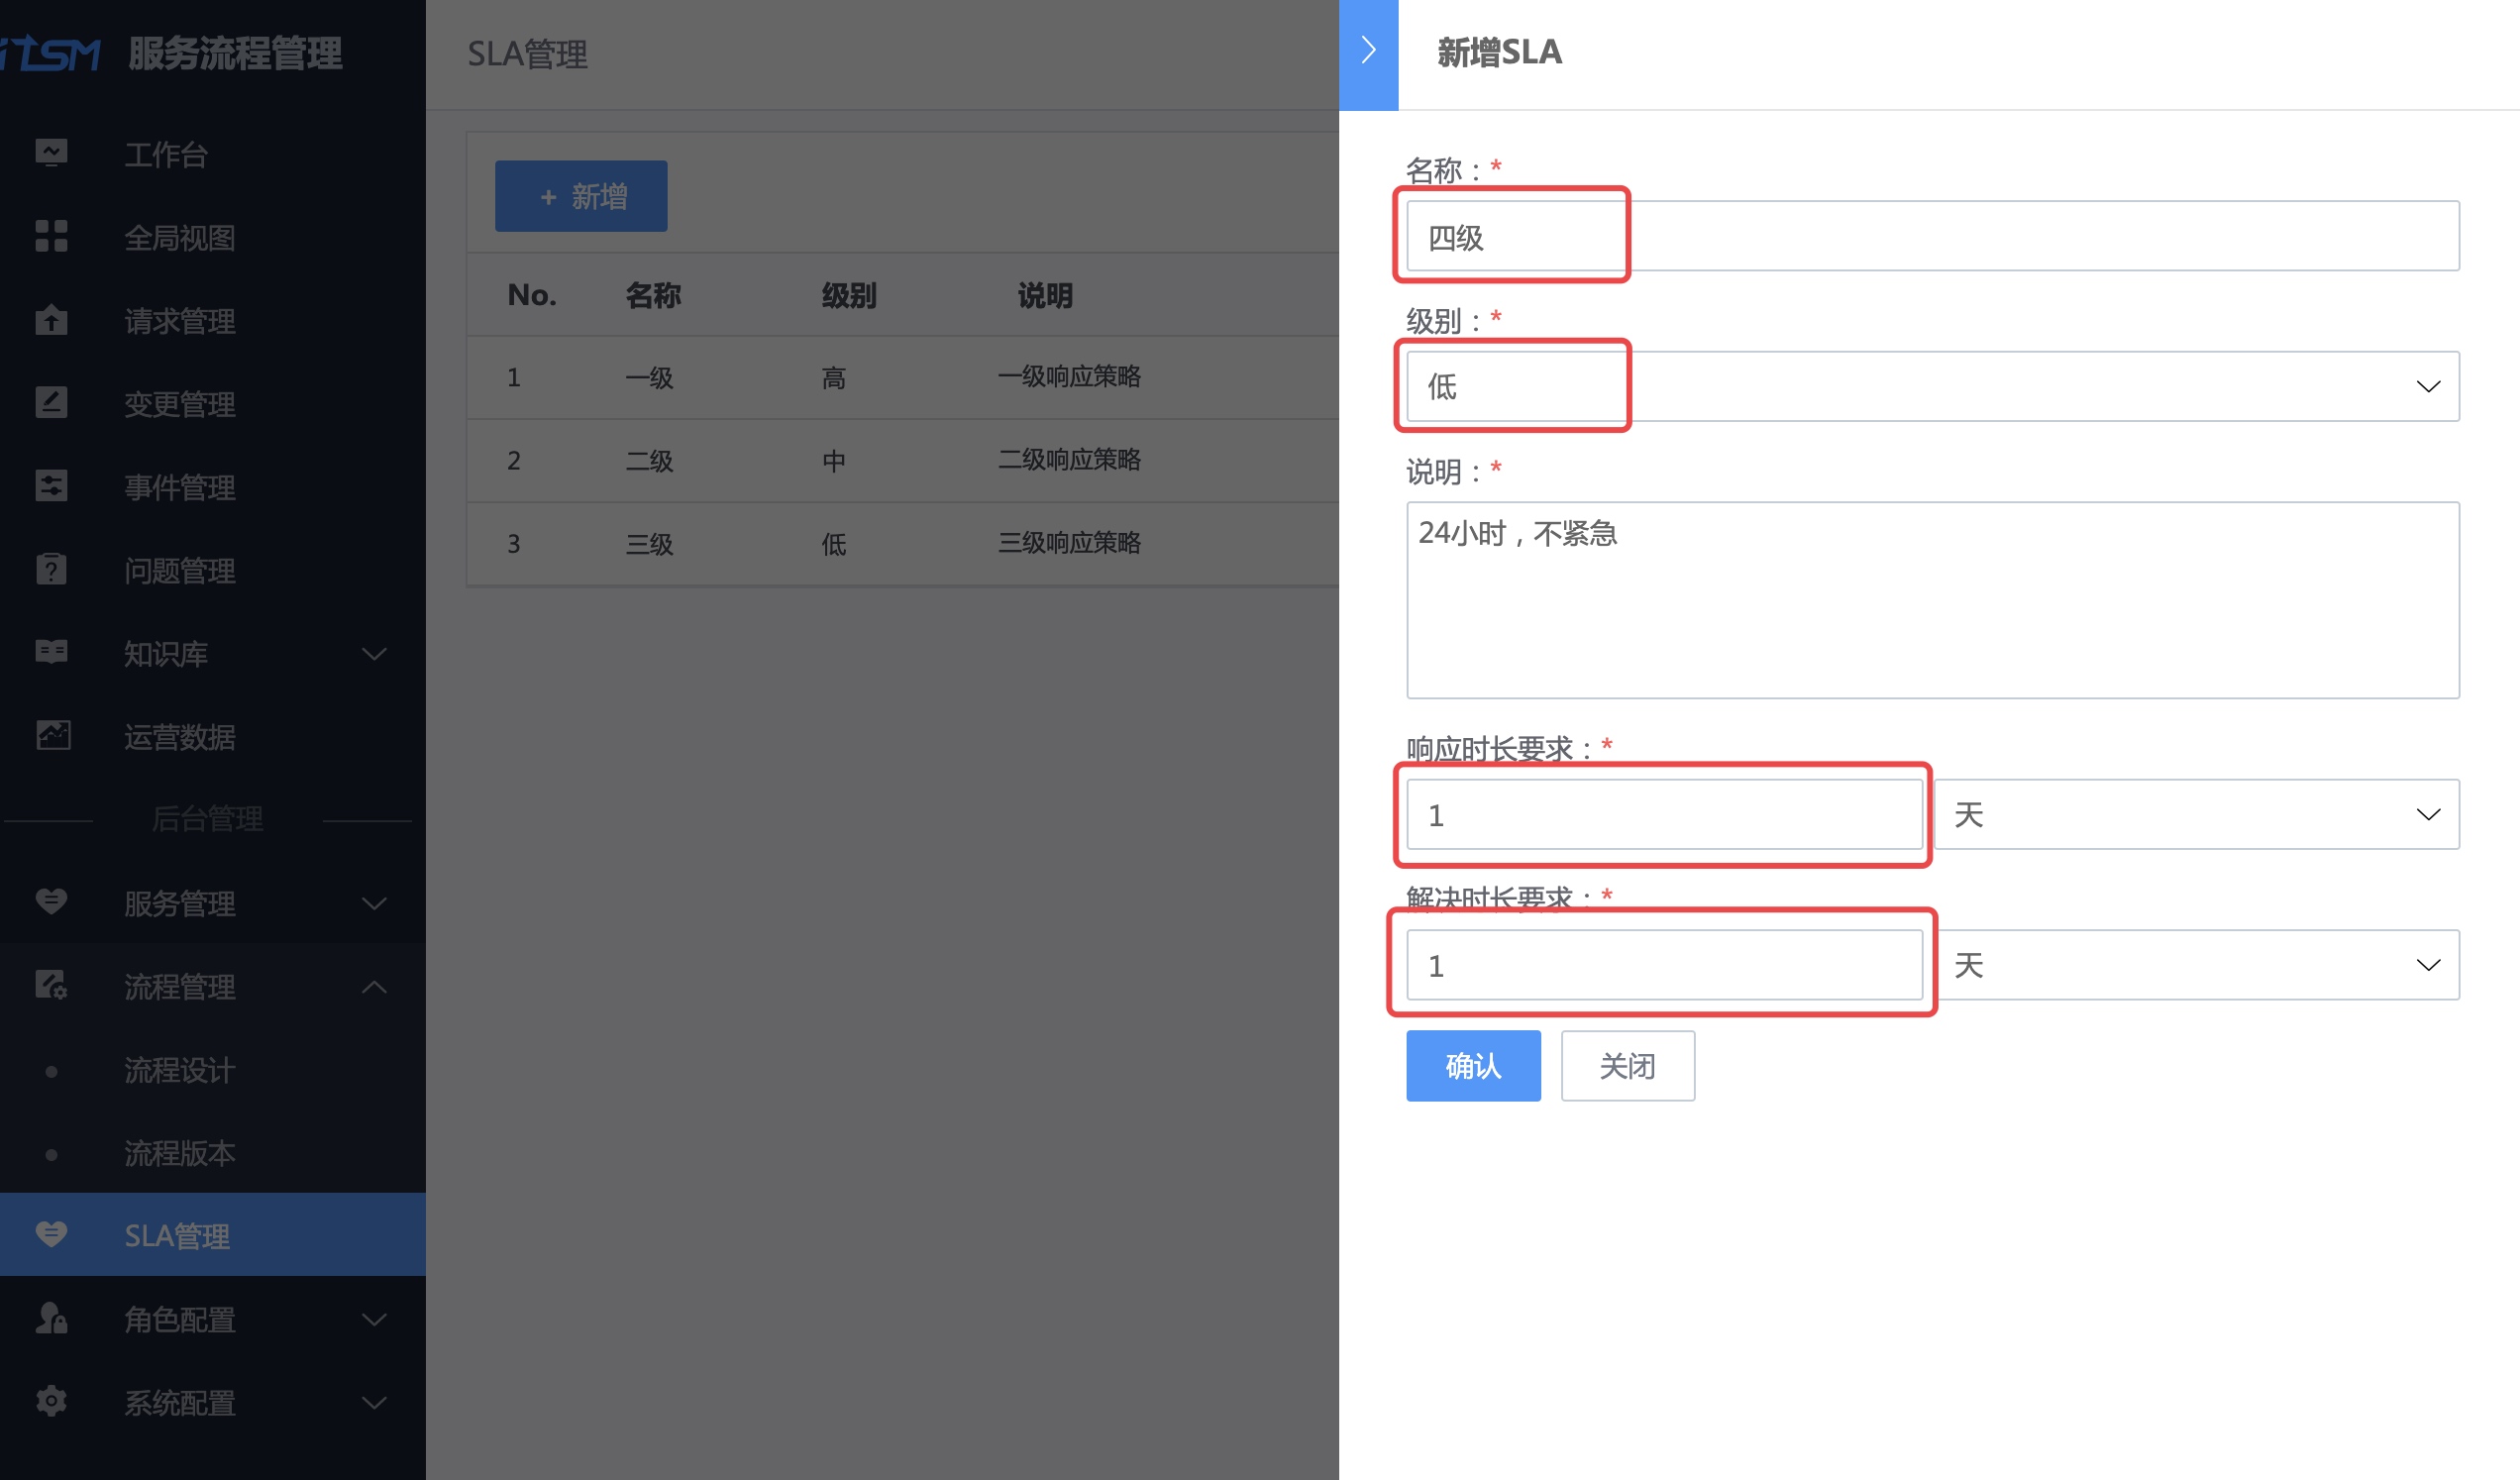 iTSM 服务流程管理
工作台
全局视图
请求管理
变更管理
事件管理
问题管理
知识库
运营数据
后台管理
服务管理
流程管理
流程设计
流程版本
SLA管理
角色配置
系统配置
SLA管理
+ 新增
No. 名称 级别 说明
1 一级 高 一级响应策略
2 二级 中 二级响应策略
3 三级 低 三级响应策略
新增SLA
名称：*
四级
级别：*
低
说明：*
24小时，不紧急
响应时长要求：*
1 天
解决时长要求：*
1 天
确认 关闭